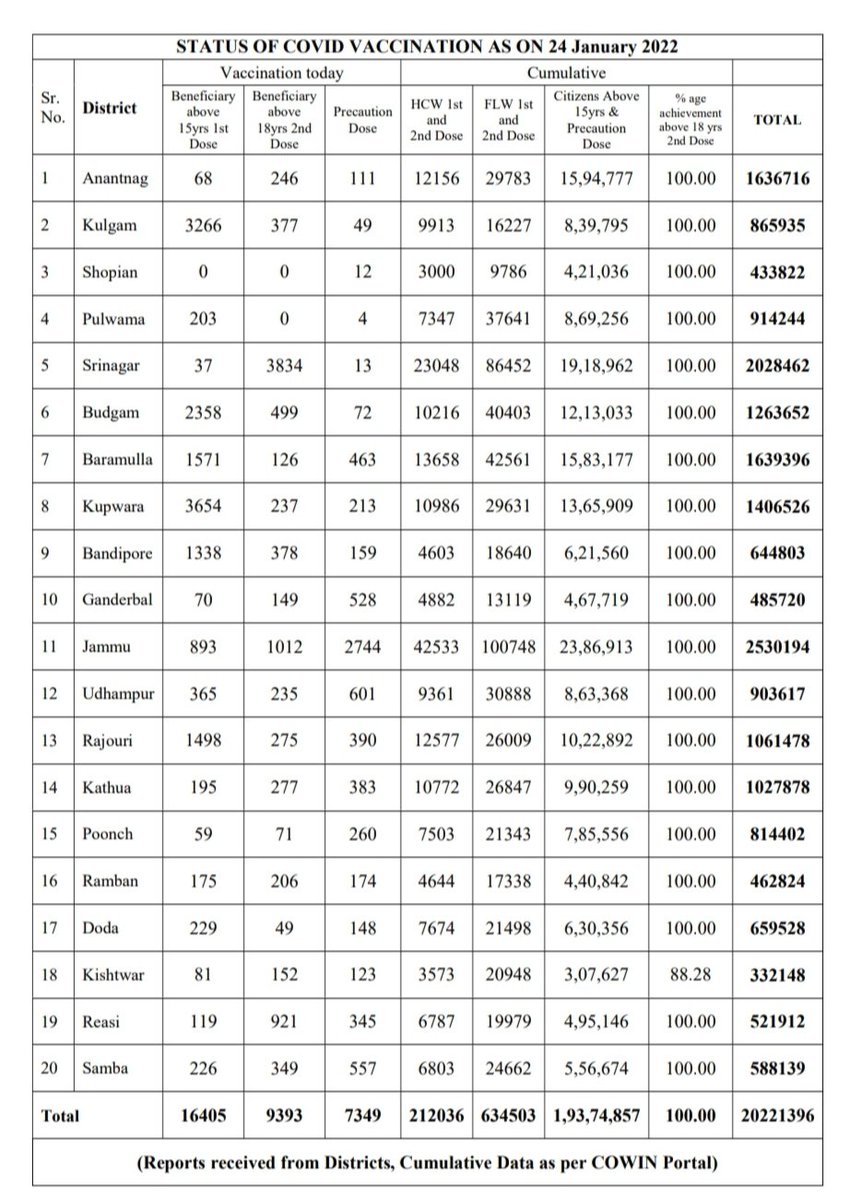 STATUS OF COVID VACCINATION AS ON 24 January 2022
Sr. No. District Vaccination today Cumulative
Beneficiary above 15yrs 1st Dose Beneficiary above 18yrs 2nd Dose Precaution Dose HCW 1st and 2nd Dose FLW 1st and 2nd Dose Citizens Above 15yrs & Precaution Dose % age achievement above 18 yrs 2nd Dose TOTAL
1 Anantnag 68 246 111 12156 29783 15,94,777 100.00 1636716
2 Kulgam 3266 377 49 9913 16227 8,39,795 100.00 865935
3 Shopian 0 0 12 3000 9786 4,21,036 100.00 433822
4 Pulwama 203 0 4 7347 37641 8,69,256 100.00 914244
5 Srinagar 37 3834 13 23048 86452 19,18,962 100.00 2028462
6 Budgam 2358 499 72 10216 40403 12,13,033 100.00 1263652
7 Baramulla 1571 126 463 13658 42561 15,83,177 100.00 1639396
8 Kupwara 3654 237 213 10986 29631 13,65,909 100.00 1406526
9 Bandipore 1338 378 159 4603 18640 6,21,560 100.00 644803
10 Ganderbal 70 149 528 4882 13119 4,67,719 100.00 485720
11 Jammu 893 1012 2744 42533 100748 23,86,913 100.00 2530194
12 Udhampur 365 235 601 9361 30888 8,63,368 100.00 903617
13 Rajouri 1498 275 390 12577 26009 10,22,892 100.00 1061478
14 Kathua 195 277 383 10772 26847 9,90,259 100.00 1027878
15 Poonch 59 71 260 7503 21343 7,85,556 100.00 814402
16 Ramban 175 206 174 4644 17338 4,40,842 100.00 462824
17 Doda 229 49 148 7674 21498 6,30,356 100.00 659528
18 Kishtwar 81 152 123 3573 20948 3,07,627 88.28 332148
19 Reasi 119 921 345 6787 19979 4,95,146 100.00 521912
20 Samba 226 349 557 6803 24662 5,56,674 100.00 588139
Total 16405 9393 7349 212036 634503 1,93,74,857 100.00 20221396
(Reports received from Districts, Cumulative Data as per COWIN Portal)